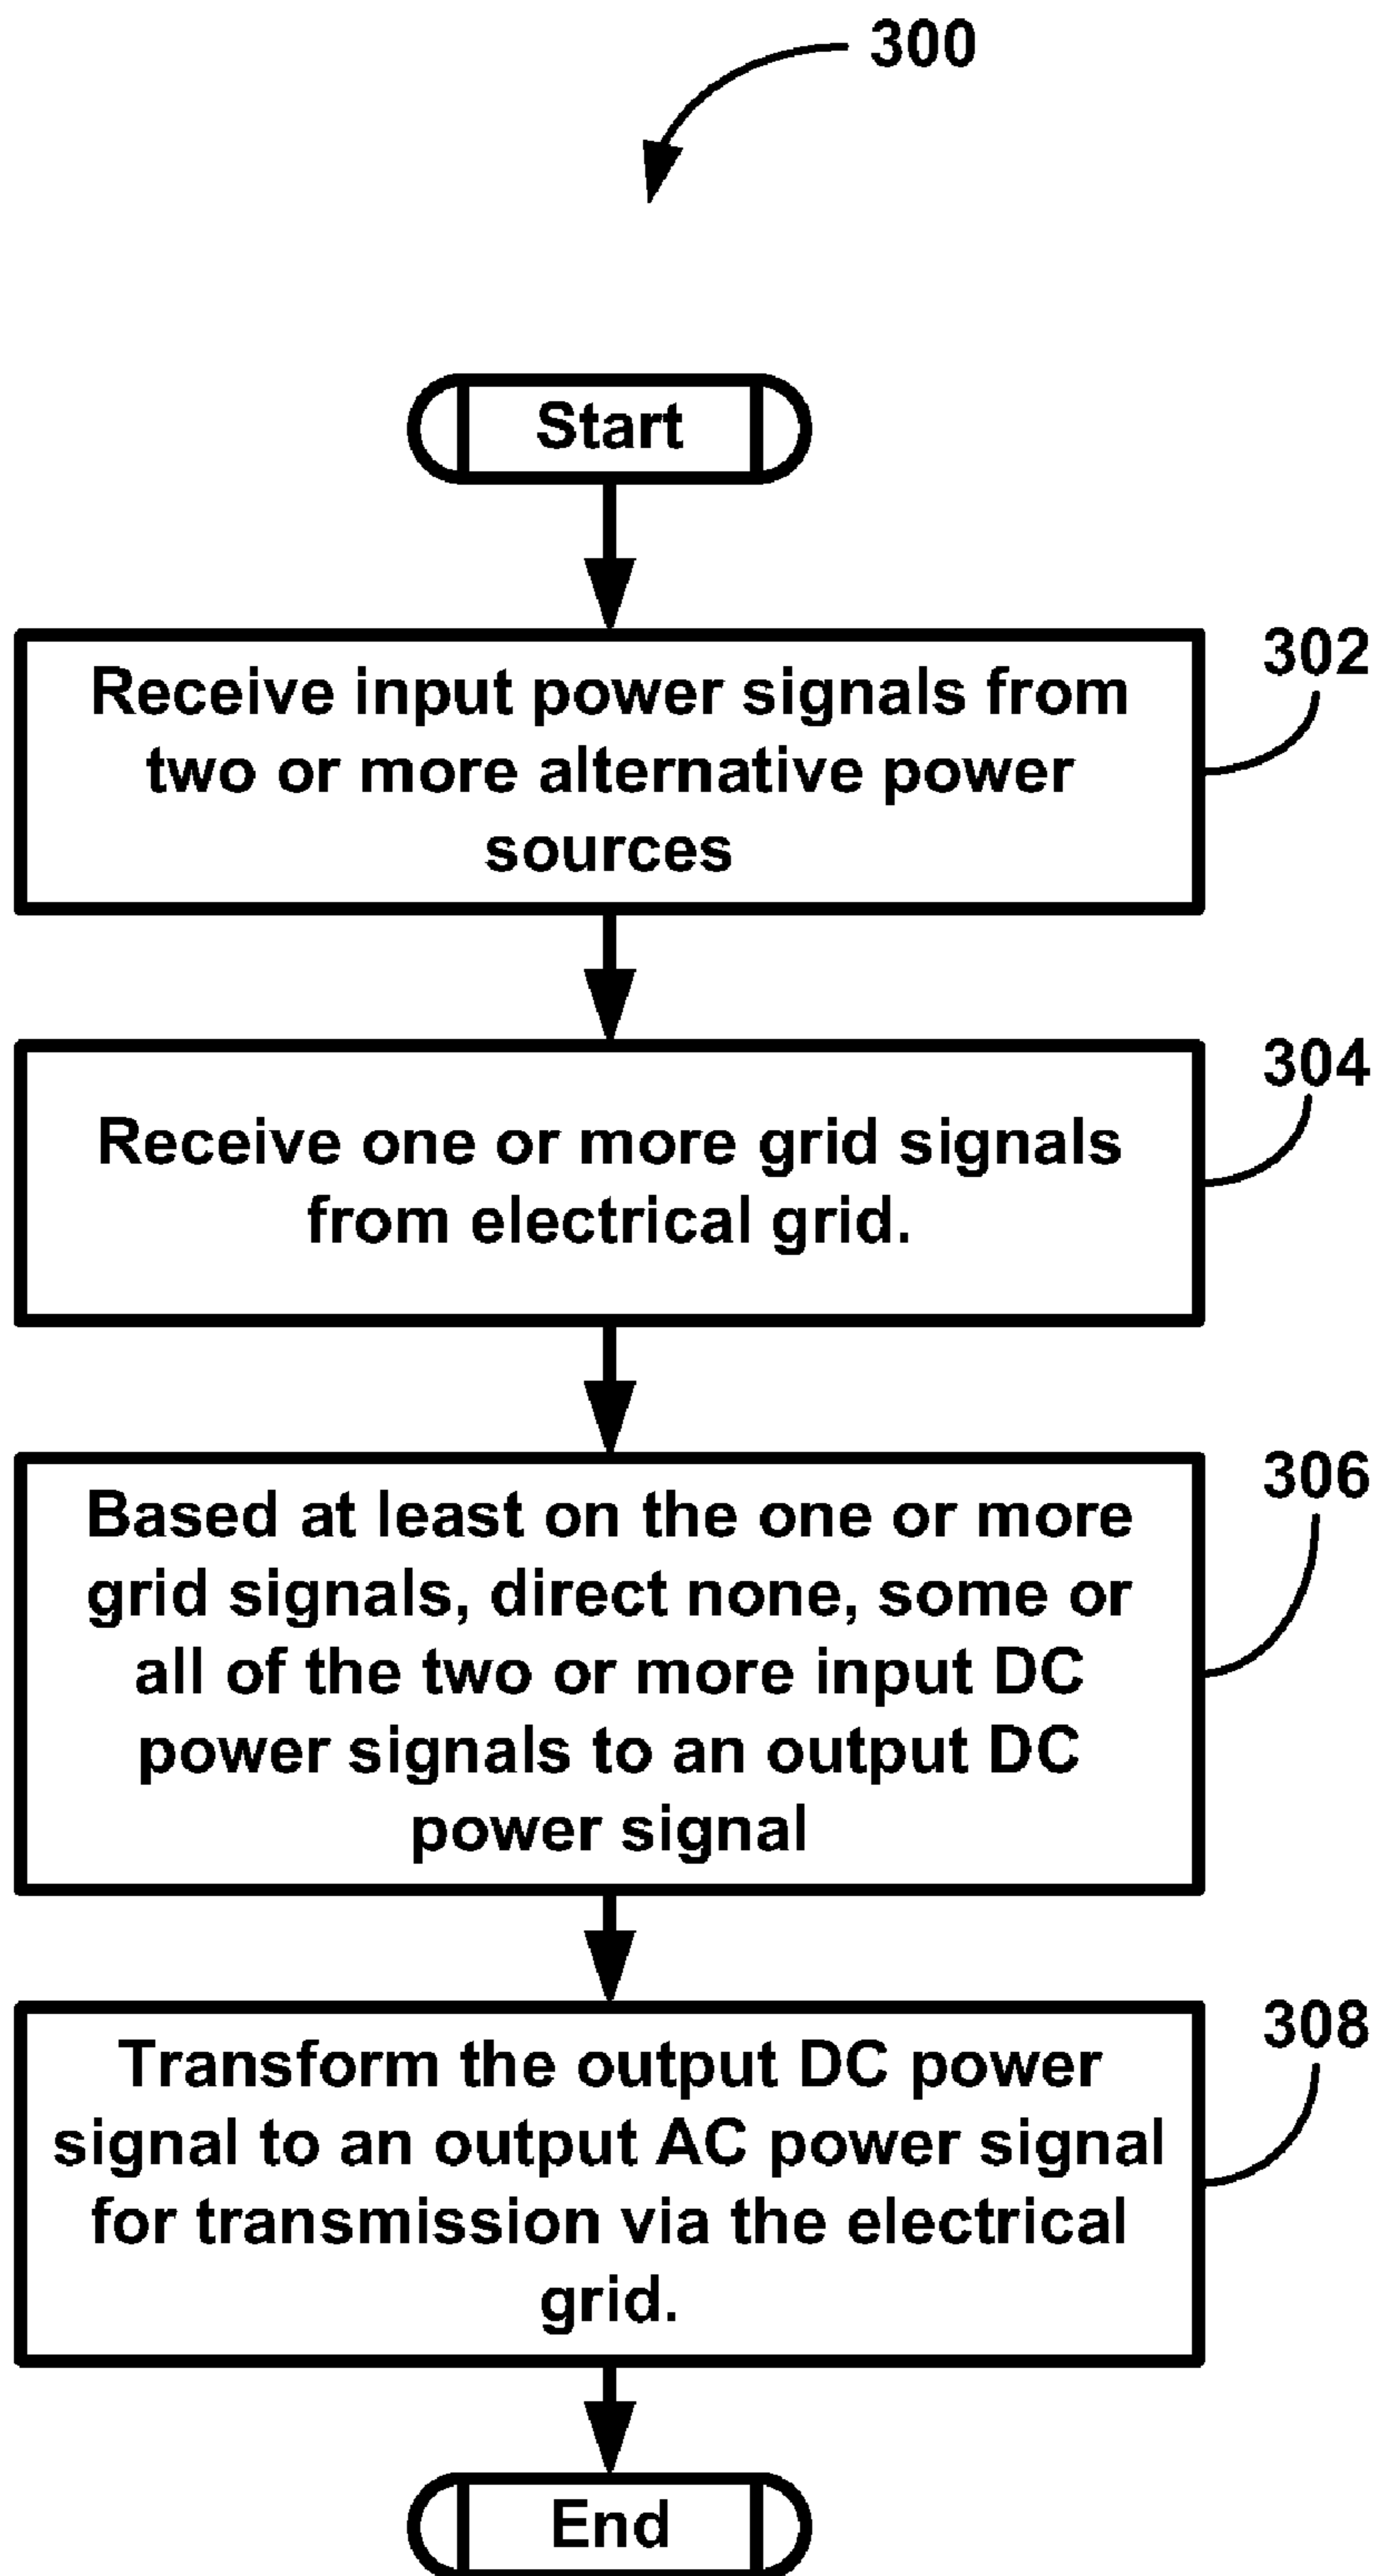 300
Start
302
Receive input power signals from
two or more alternative power
sources
304
Receive one or more grid signals
from electrical grid.
306
Based at least on the one or more
grid signals, direct none, some or
all of the two or more input DC
power signals to an output DC
power signal
308
Transform the output DC power
signal to an output AC power signal
for transmission via the electrical
grid.
End